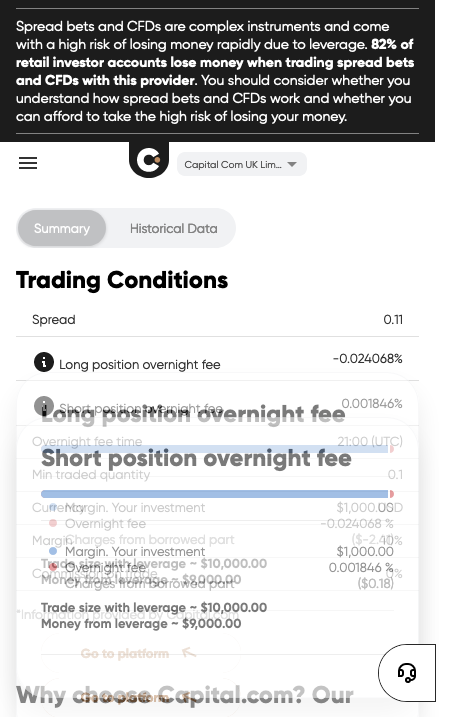 Spread bets and CFDs are complex instruments and come
with a high risk of losing money rapidly due to leverage. 82% of
retail investor accounts lose money when trading spread bets
and CFDs with this provider. You should consider whether you
understand how spread bets and CFDs work and whether you
can afford to take the high risk of losing your money.
Capital Com UK Lim...
Summary Historical Data
Trading Conditions
Spread 0.11
Long position overnight fee -0.024068%
Short position overnight fee 0.001846%
Long position overnight fee
Overnight fee time 21:00 (UTC)
Short position overnight fee
Min traded quantity 0.1
Currency USD
Margin. Your investment $1,000.00
Overnight fee -0.024068 %
Charges from borrowed part
Margin 10%
Margin. Your investment $1,000.00
Trade size with leverage ~ $10,000.00
Overnight fee 0.001846 %
Money from leverage ~ $9,000.00
Charges from borrowed part ($0.18)
Trade size with leverage ~ $10,000.00
*Information provided by Capital.com
Money from leverage ~ $9,000.00
Go to platform
Why choose Capital.com? Our
Go to platform